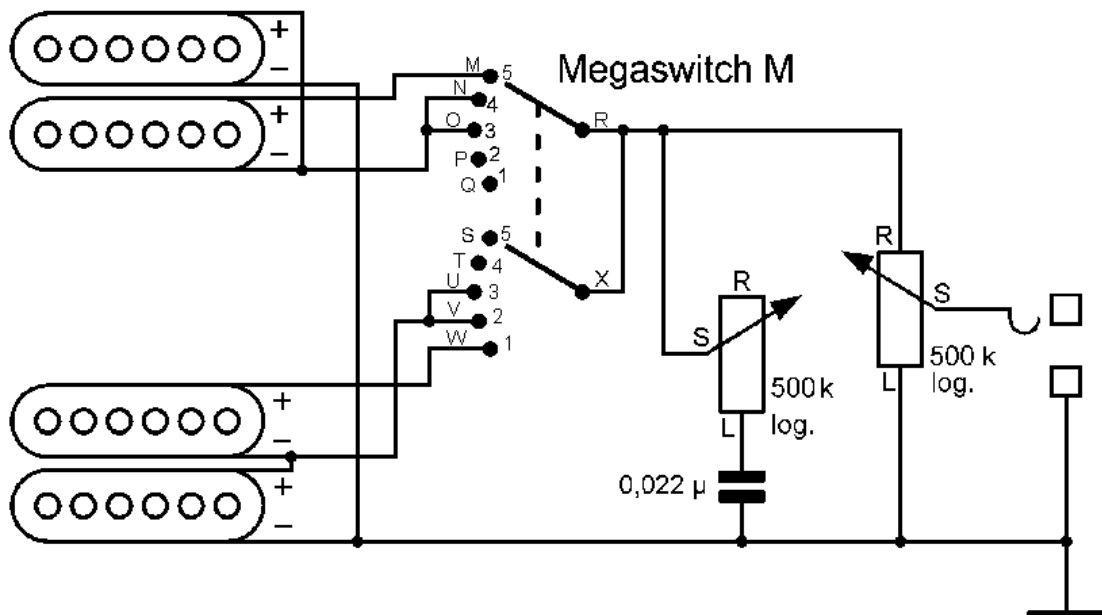 +
–
+
–
Megaswitch M
M 5
N 4
O 3
P 2
Q 1
R
S 5
T 4
U 3
V 2
W 1
X
R
S
L
500 k
log.
R
S
L
500 k
log.
0,022 µ
+
–
+
–